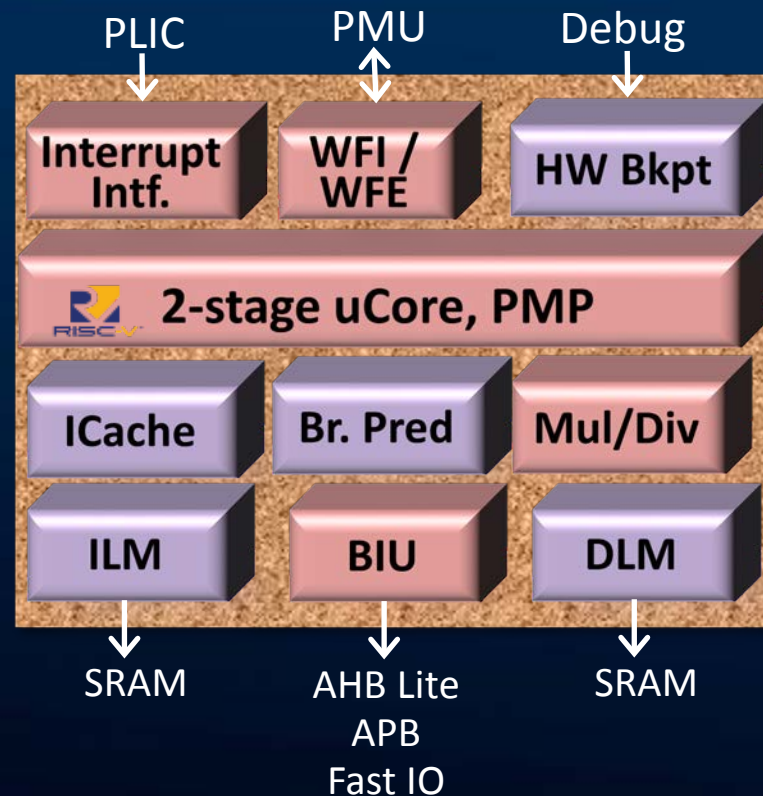 PLIC PMU Debug
Interrupt Intf.
WFI / WFE
HW Bkpt
RISC-V™ 2-stage uCore, PMP
ICache Br. Pred Mul/Div
ILM BIU DLM
SRAM AHB Lite SRAM
APB
Fast IO